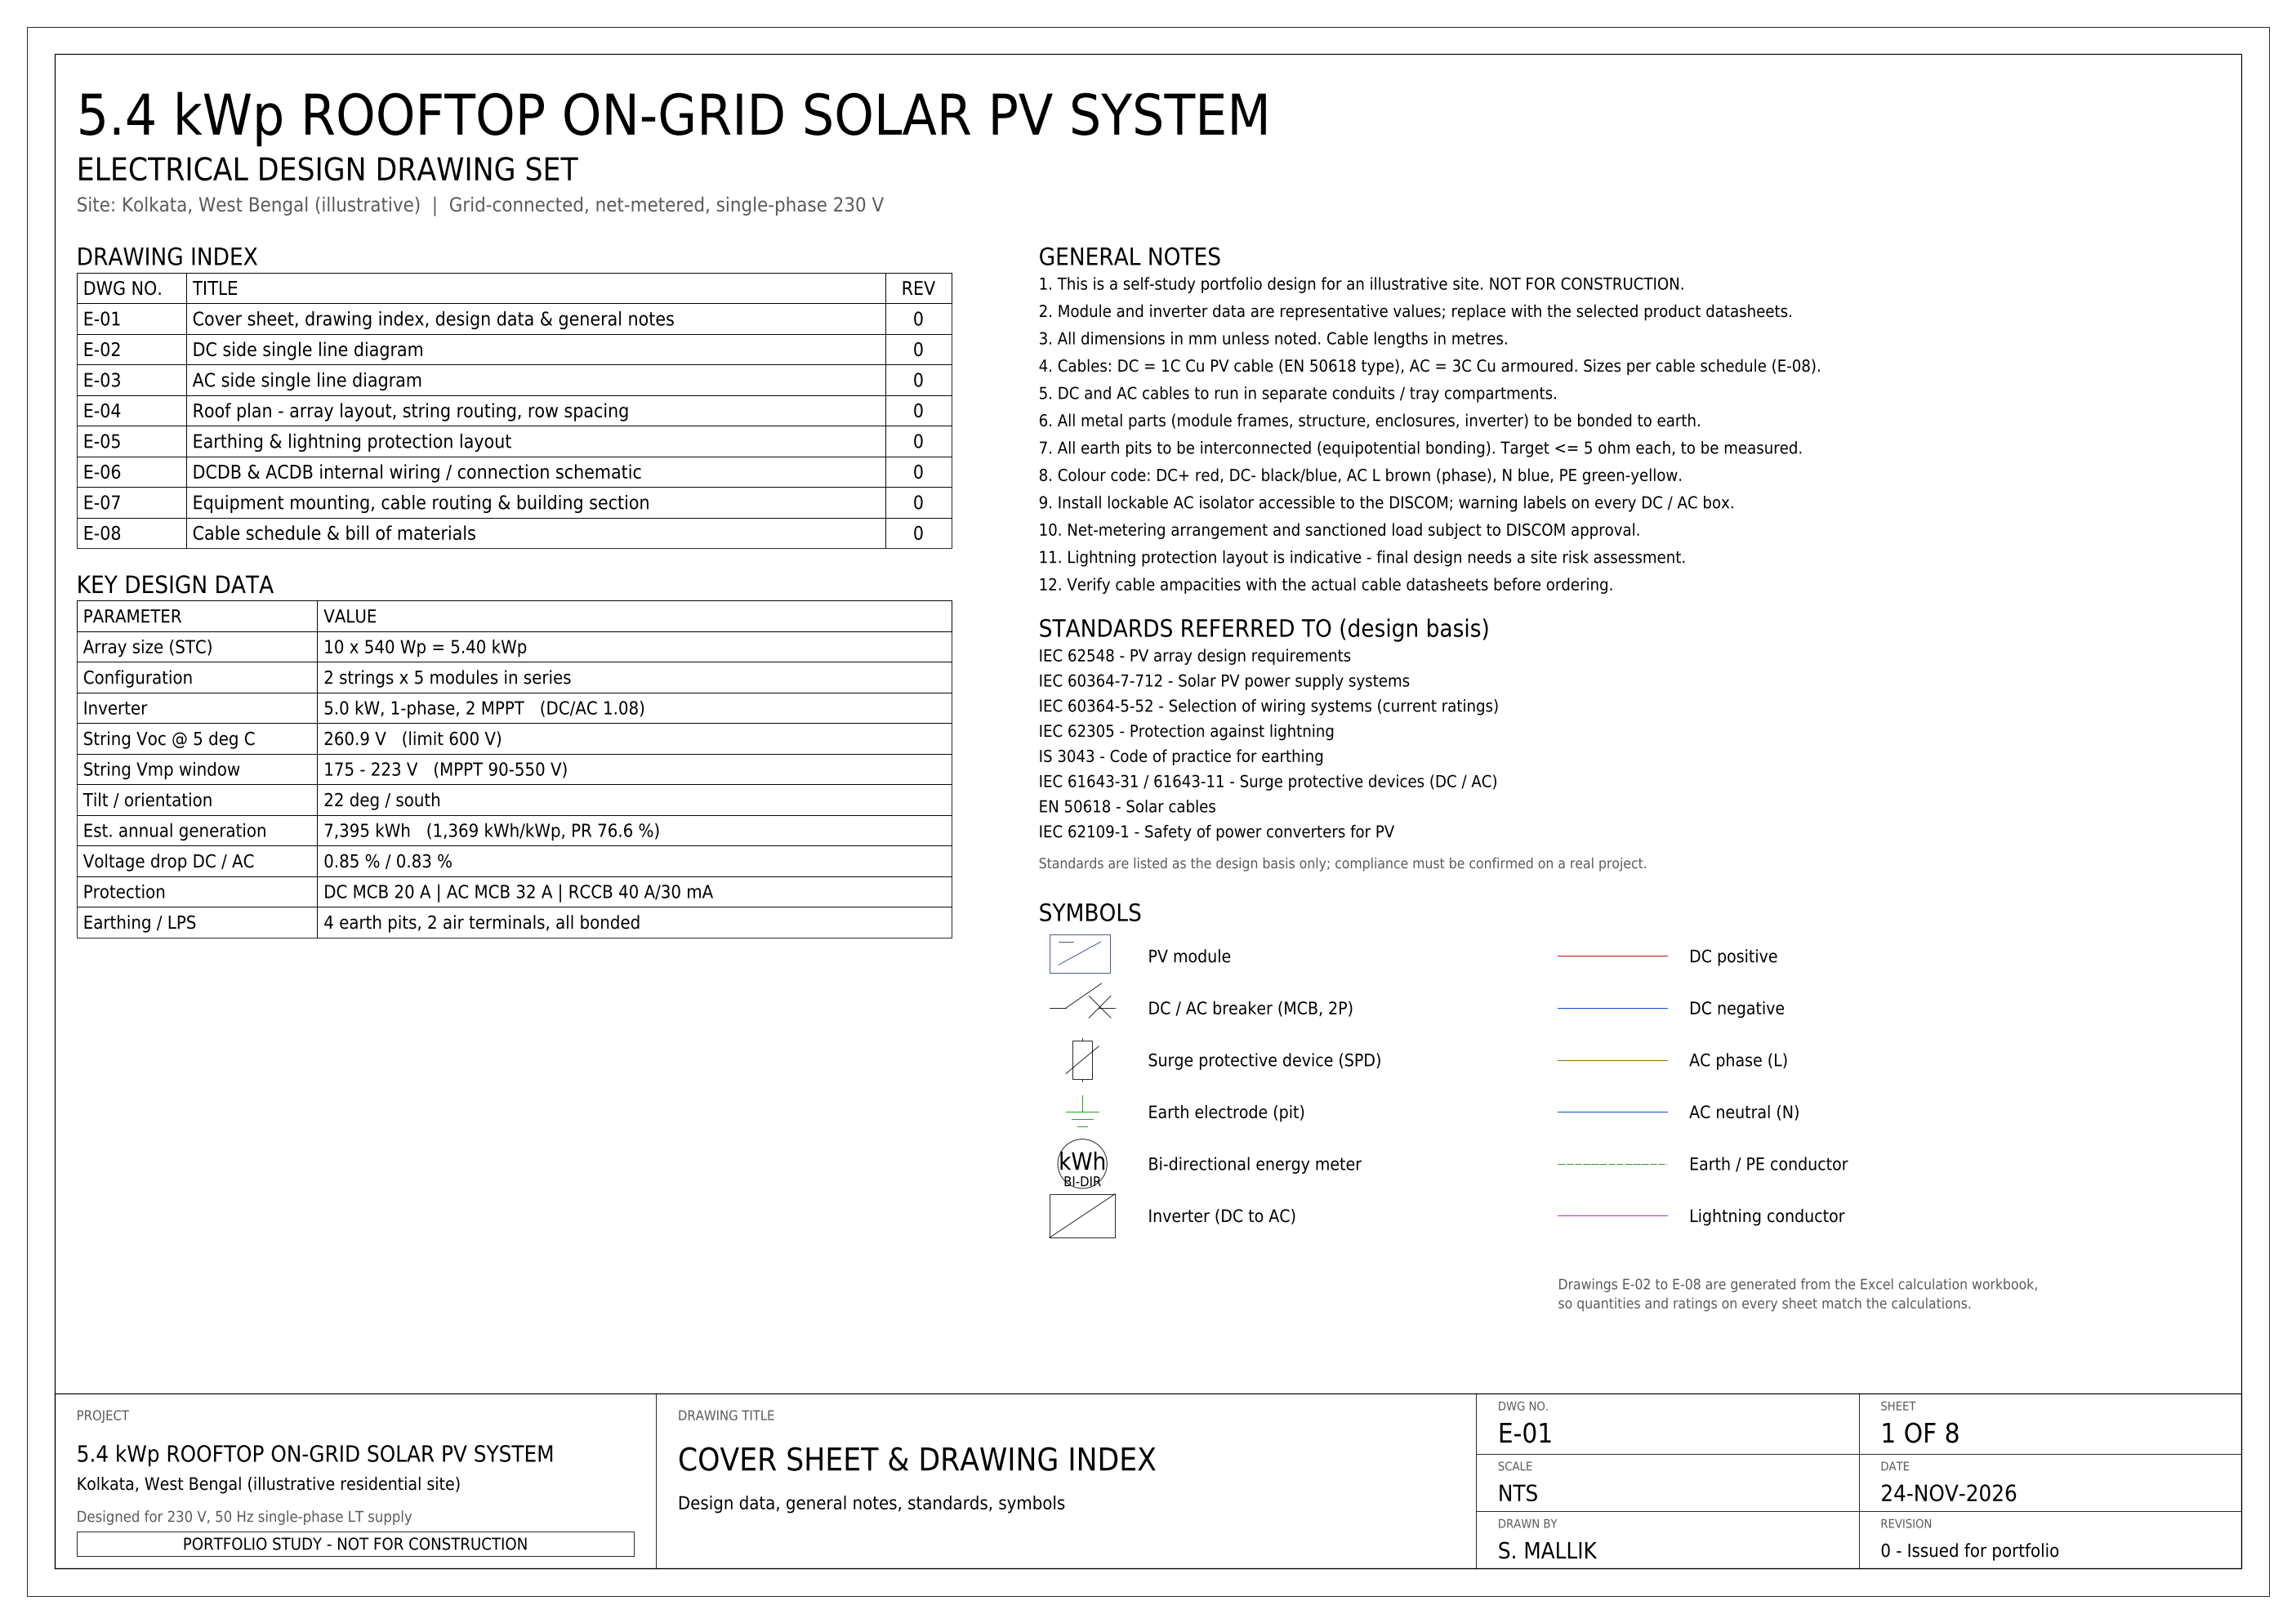 5.4 kWp ROOFTOP ON-GRID SOLAR PV SYSTEM
ELECTRICAL DESIGN DRAWING SET
Site: Kolkata, West Bengal (illustrative) | Grid-connected, net-metered, single-phase 230 V
DRAWING INDEX
DWG NO. TITLE REV
E-01 Cover sheet, drawing index, design data & general notes 0
E-02 DC side single line diagram 0
E-03 AC side single line diagram 0
E-04 Roof plan - array layout, string routing, row spacing 0
E-05 Earthing & lightning protection layout 0
E-06 DCDB & ACDB internal wiring / connection schematic 0
E-07 Equipment mounting, cable routing & building section 0
E-08 Cable schedule & bill of materials 0
KEY DESIGN DATA
PARAMETER VALUE
Array size (STC) 10 x 540 Wp = 5.40 kWp
Configuration 2 strings x 5 modules in series
Inverter 5.0 kW, 1-phase, 2 MPPT (DC/AC 1.08)
String Voc @ 5 deg C 260.9 V (limit 600 V)
String Vmp window 175 - 223 V (MPPT 90-550 V)
Tilt / orientation 22 deg / south
Est. annual generation 7,395 kWh (1,369 kWh/kWp, PR 76.6 %)
Voltage drop DC / AC 0.85 % / 0.83 %
Protection DC MCB 20 A | AC MCB 32 A | RCCB 40 A/30 mA
Earthing / LPS 4 earth pits, 2 air terminals, all bonded
GENERAL NOTES
1. This is a self-study portfolio design for an illustrative site. NOT FOR CONSTRUCTION.
2. Module and inverter data are representative values; replace with the selected product datasheets.
3. All dimensions in mm unless noted. Cable lengths in metres.
4. Cables: DC = 1C Cu PV cable (EN 50618 type), AC = 3C Cu armoured. Sizes per cable schedule (E-08).
5. DC and AC cables to run in separate conduits / tray compartments.
6. All metal parts (module frames, structure, enclosures, inverter) to be bonded to earth.
7. All earth pits to be interconnected (equipotential bonding). Target <= 5 ohm each, to be measured.
8. Colour code: DC+ red, DC- black/blue, AC L brown (phase), N blue, PE green-yellow.
9. Install lockable AC isolator accessible to the DISCOM; warning labels on every DC / AC box.
10. Net-metering arrangement and sanctioned load subject to DISCOM approval.
11. Lightning protection layout is indicative - final design needs a site risk assessment.
12. Verify cable ampacities with the actual cable datasheets before ordering.
STANDARDS REFERRED TO (design basis)
IEC 62548 - PV array design requirements
IEC 60364-7-712 - Solar PV power supply systems
IEC 60364-5-52 - Selection of wiring systems (current ratings)
IEC 62305 - Protection against lightning
IS 3043 - Code of practice for earthing
IEC 61643-31 / 61643-11 - Surge protective devices (DC / AC)
EN 50618 - Solar cables
IEC 62109-1 - Safety of power converters for PV
Standards are listed as the design basis only; compliance must be confirmed on a real project.
SYMBOLS
PV module DC positive
DC / AC breaker (MCB, 2P) DC negative
Surge protective device (SPD) AC phase (L)
Earth electrode (pit) AC neutral (N)
kWh Bi-directional energy meter Earth / PE conductor
BI-DIR
Inverter (DC to AC) Lightning conductor
Drawings E-02 to E-08 are generated from the Excel calculation workbook,
so quantities and ratings on every sheet match the calculations.
PROJECT
5.4 kWp ROOFTOP ON-GRID SOLAR PV SYSTEM
Kolkata, West Bengal (illustrative residential site)
Designed for 230 V, 50 Hz single-phase LT supply
PORTFOLIO STUDY - NOT FOR CONSTRUCTION
DRAWING TITLE
COVER SHEET & DRAWING INDEX
Design data, general notes, standards, symbols
DWG NO. SHEET
E-01 1 OF 8
SCALE DATE
NTS 24-NOV-2026
DRAWN BY REVISION
S. MALLIK 0 - Issued for portfolio